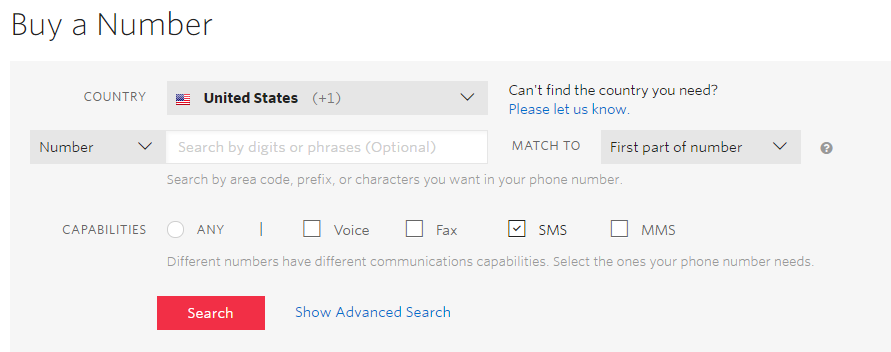 Buy a Number
COUNTRY United States (+1) Can't find the country you need?
Please let us know.
Number Search by digits or phrases (Optional) MATCH TO First part of number ?
Search by area code, prefix, or characters you want in your phone number.
CAPABILITIES ANY | Voice Fax SMS MMS
Different numbers have different communications capabilities. Select the ones your phone number needs.
Search Show Advanced Search